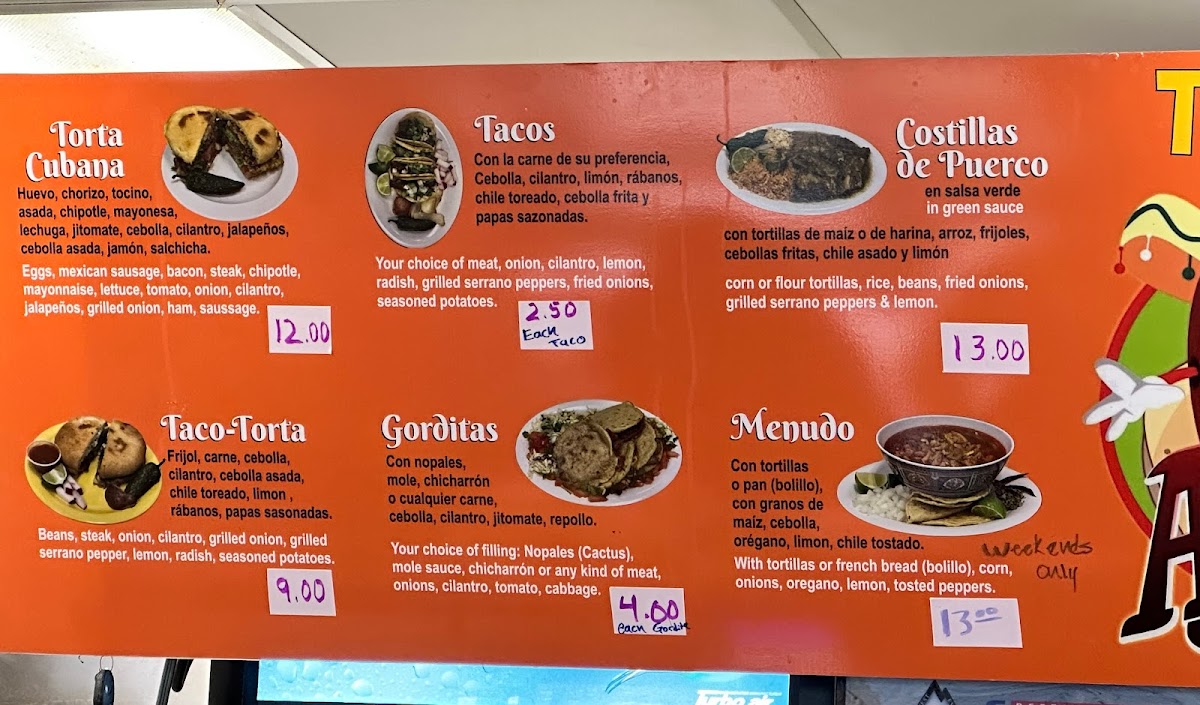 Torta
Cubana
Huevo, chorizo, tocino,
asada, chipotle, mayonesa,
lechuga, jitomate, cebolla, cilantro, jalapeños,
cebolla asada, jamón, salchicha.
Eggs, mexican sausage, bacon, steak, chipotle,
mayonnaise, lettuce, tomato, onion, cilantro,
jalapeños, grilled onion, ham, saussage.
12.00
Tacos
Con la carne de su preferencia,
Cebolla, cilantro, limón, rábanos,
chile toreado, cebolla frita y
papas sazonadas.
Your choice of meat, onion, cilantro, lemon,
radish, grilled serrano peppers, fried onions,
seasoned potatoes.
2.50
Each
Taco
Costillas
de Puerco
en salsa verde
in green sauce
con tortillas de maíz o de harina, arroz, frijoles,
cebollas fritas, chile asado y limón
corn or flour tortillas, rice, beans, fried onions,
grilled serrano peppers & lemon.
13.00
Taco-Torta
Frijol, carne, cebolla,
cilantro, cebolla asada,
chile toreado, limon ,
rábanos, papas sasonadas.
Beans, steak, onion, cilantro, grilled onion, grilled
serrano pepper, lemon, radish, seasoned potatoes.
9.00
Gorditas
Con nopales,
mole, chicharrón
o cualquier carne,
cebolla, cilantro, jitomate, repollo.
Your choice of filling: Nopales (Cactus),
mole sauce, chicharrón or any kind of meat,
onions, cilantro, tomato, cabbage.
4.00
each Gordita
Menudo
Con tortillas
o pan (bolillo),
con granos de
maíz, cebolla,
orégano, limon, chile tostado.
With tortillas or french bread (bolillo), corn,
onions, oregano, lemon, tosted peppers.
weekends
only
13.00
T
A